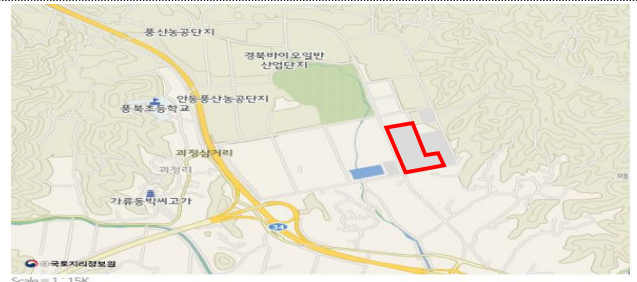 풍산농공단지
경북바이오일반
산업단지
안동풍산농공단지
풍북초등학교
괴정삼거리
괴정리
매
가류동박씨고가
34
국토지리정보원
Scale = 1 : 15K